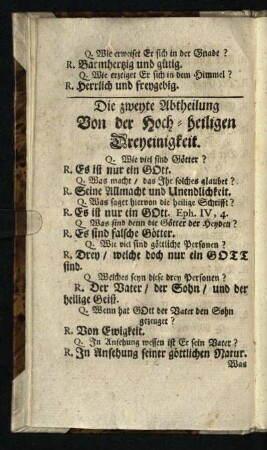 Q. Wie erweiset Er sich in der Gnade?
R. Barmhertzig und gütig.
Q. Wie erzeiget Er sich in dem Himmel?
R. Herrlich und freygebig.
Die zweyte Abtheilung
Von der Hoch-heiligen
Dreyeinigkeit.
Q. Wie viel sind Götter?
R. Es ist nur ein GOtt.
Q. Was macht/ das Ihr solches glaubet?
R. Seine Allmacht und Unendlichkeit.
Q. Was saget hiervon die heilige Schrifft?
R. Es ist nur ein GOtt. Eph. IV, 4.
Q. Was sind denn die Götter der Heyden?
R. Es sind falsche Götter.
Q. Wie viel sind göttliche Personen?
R. Drey/ welche doch nur ein GOTT
sind.
Q. Welches seyn diese drey Personen?
R. Der Vater/ der Sohn/ und der
heilige Geist.
Q. Wenn hat GOtt der Vater den Sohn
gezeuget?
R. Von Ewigkeit.
Q. In Ansehung wessen ist Er sein Vater?
R. In Ansehung seiner göttlichen Natur.
Was